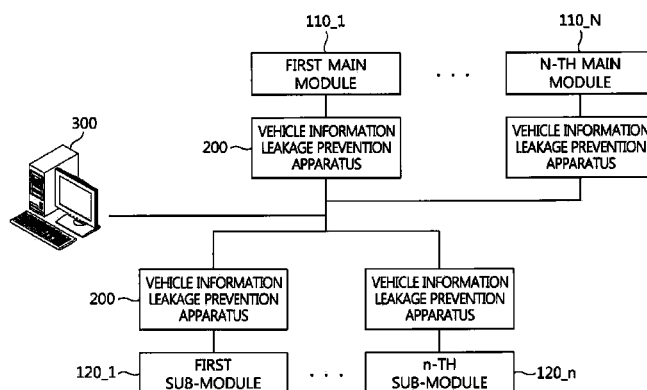 110_1
110_N
FIRST MAIN
MODULE
. . .
N-TH MAIN
MODULE
300
200
VEHICLE INFORMATION
LEAKAGE PREVENTION
APPARATUS
VEHICLE INFORMATION
LEAKAGE PREVENTION
APPARATUS
200
VEHICLE INFORMATION
LEAKAGE PREVENTION
APPARATUS
VEHICLE INFORMATION
LEAKAGE PREVENTION
APPARATUS
120_1
FIRST
SUB-MODULE
. . .
n-TH
SUB-MODULE
120_n